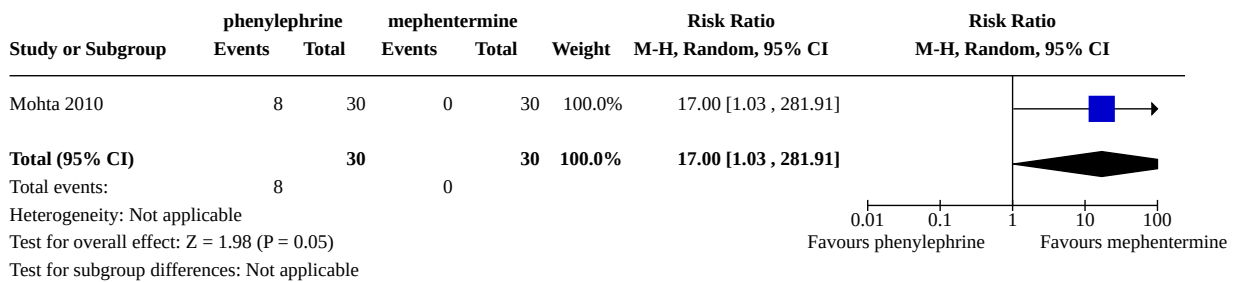 phenylephrine mephentermine Risk Ratio Risk Ratio
Study or Subgroup Events Total Events Total Weight M-H, Random, 95% CI M-H, Random, 95% CI
Mohta 2010 8 30 0 30 100.0% 17.00 [1.03 , 281.91]
Total (95% CI) 30 30 100.0% 17.00 [1.03 , 281.91]
Total events: 8 0
Heterogeneity: Not applicable
0.01 0.1 1 10 100
Test for overall effect: Z = 1.98 (P = 0.05)
Favours phenylephrine Favours mephentermine
Test for subgroup differences: Not applicable